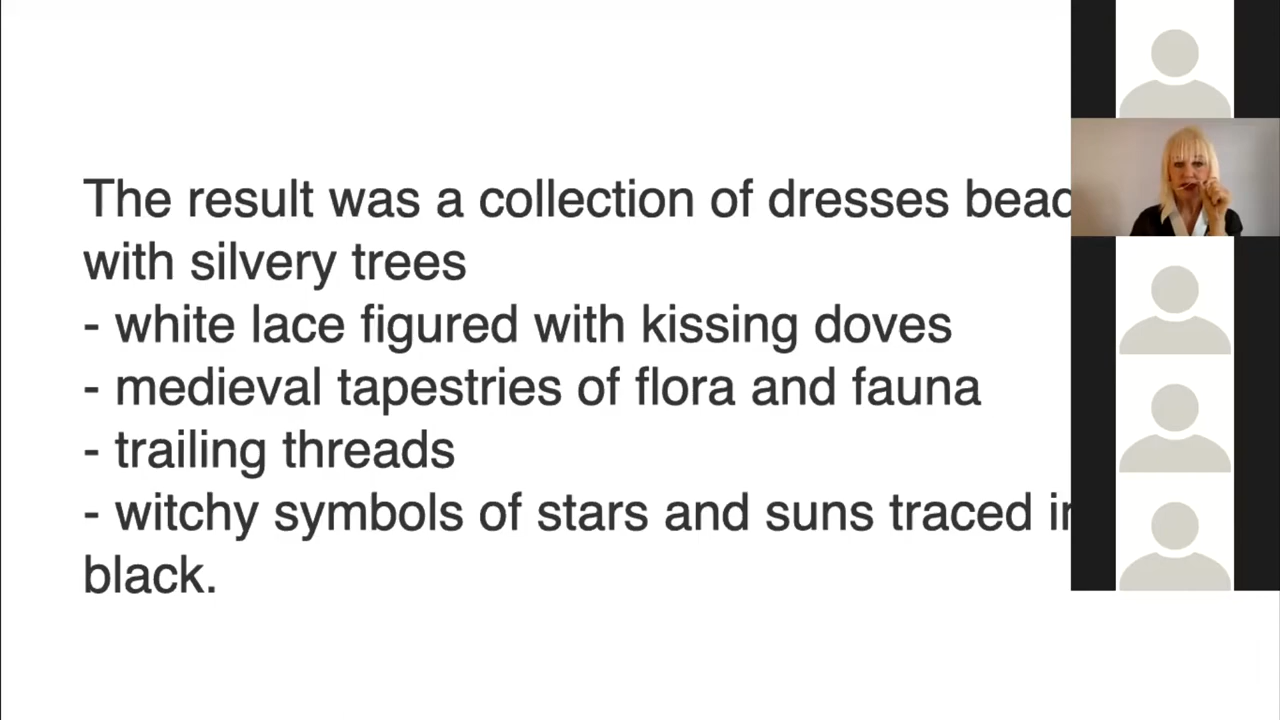 The result was a collection of dresses
with silvery trees
- white lace figured with kissing doves
- medieval tapestries of flora and fauna
- trailing threads
- witchy symbols of stars and suns traced
black.